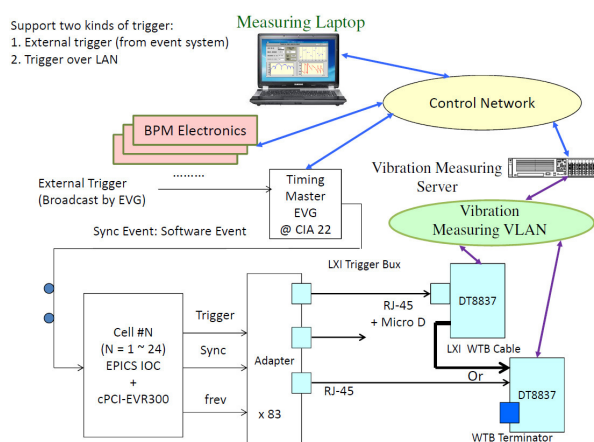 Support two kinds of trigger:
1. External trigger (from event system)
2. Trigger over LAN
Measuring Laptop
Control Network
BPM Electronics
.........
External Trigger
(Broadcast by EVG)
Timing
Master
EVG
@ CIA 22
Vibration Measuring
Server
Vibration
Measuring VLAN
Sync Event: Software Event
LXI Trigger Bux
Cell #N
(N = 1 ~ 24)
EPICS IOC
+
cPCI-EVR300
Trigger
Sync
frev
Adapter
x 83
RJ-45
+ Micro D
DT8837
LXI WTB Cable
Or
RJ-45
DT8837
WTB Terminator